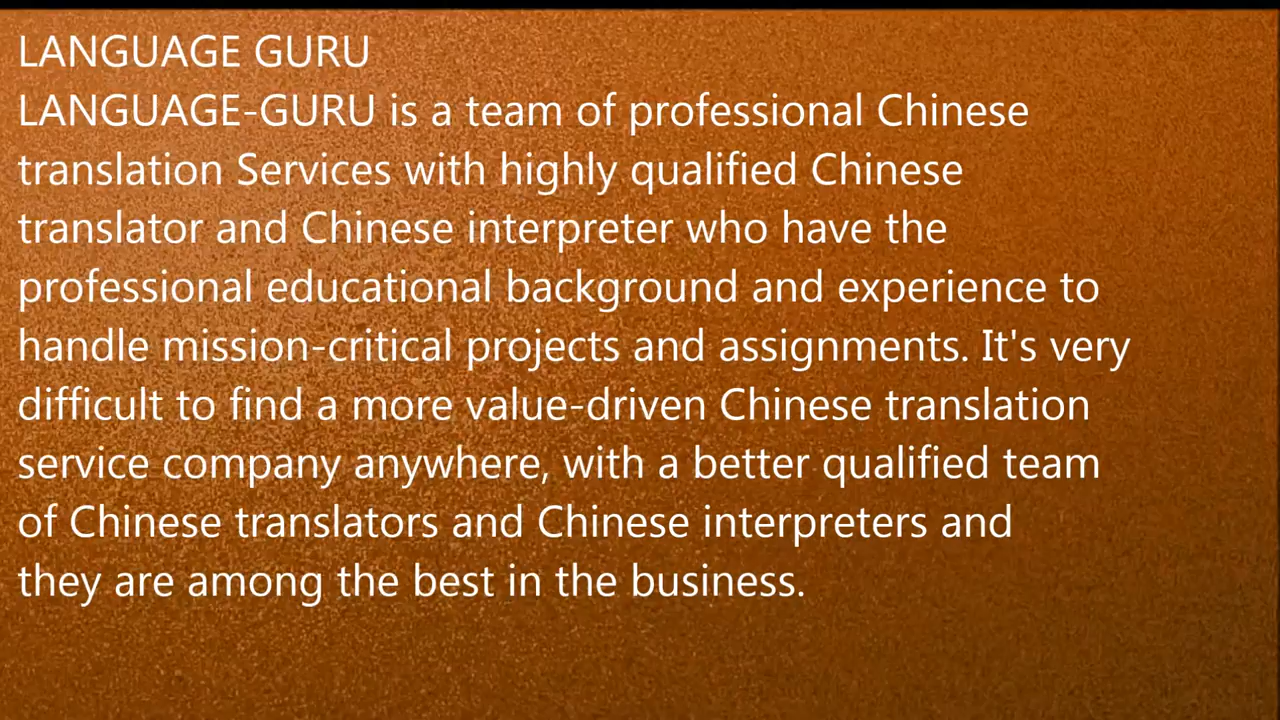 LANGUAGE GURU
LANGUAGE-GURU is a team of professional Chinese
translation Services with highly qualified Chinese
translator and Chinese interpreter who have the
professional educational background and experience to
handle mission-critical projects and assignments. It's very
difficult to find a more value-driven Chinese translation
service company anywhere, with a better qualified team
of Chinese translators and Chinese interpreters and
they are among the best in the business.